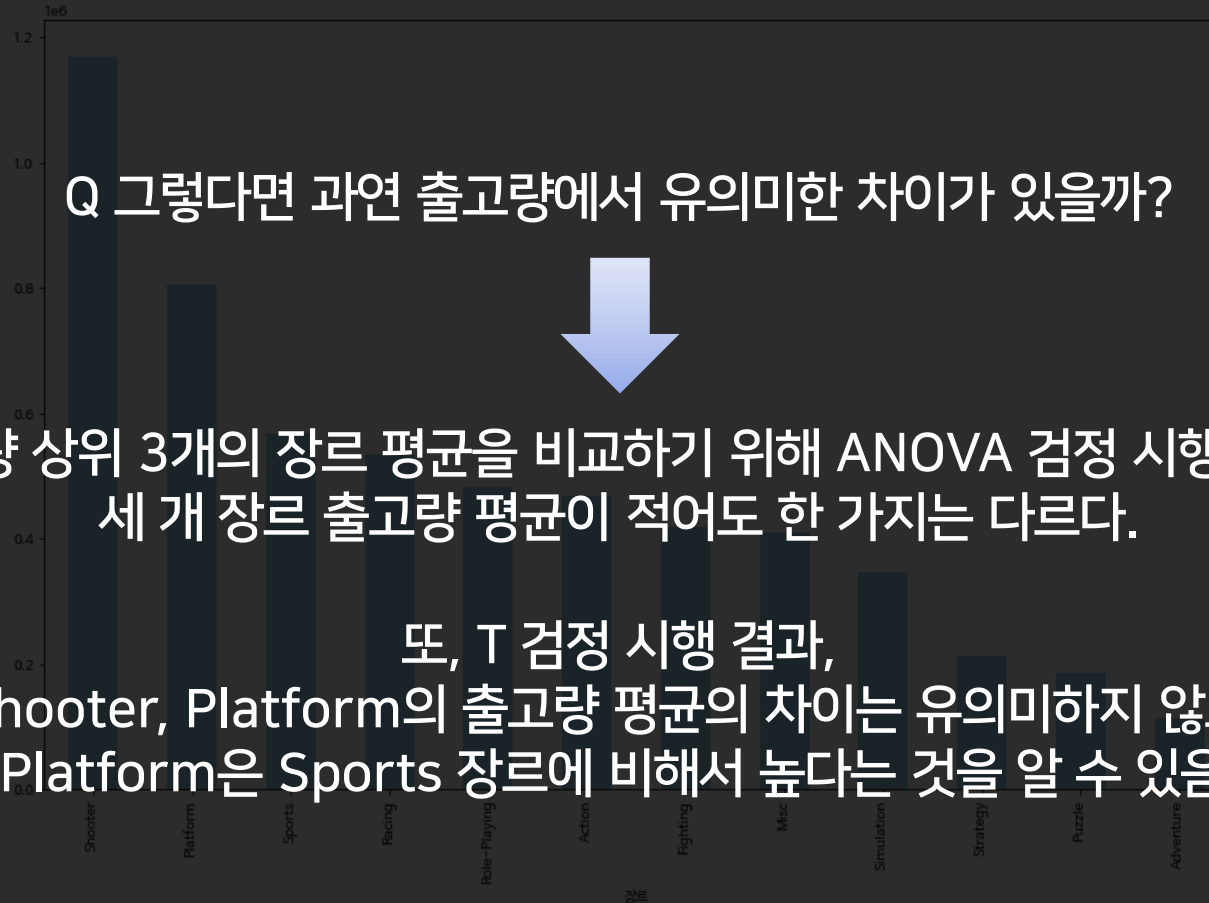 1e6
1.2
1.0
0.8
0.6
0.4
0.2
0.0
Q 그렇다면 과연 출고량에서 유의미한 차이가 있을까?
상위 3개의 장르 평균을 비교하기 위해 ANOVA 검정 시행
세 개 장르 출고량 평균이 적어도 한 가지는 다르다.
또, T 검정 시행 결과,
hooter, Platform의 출고량 평균의 차이는 유의미하지 않
Platform은 Sports 장르에 비해서 높다는 것을 알 수 있음
Shooter
Platform
Sports
Racing
Role-Playing
Action
Fighting
Misc
Simulation
Strategy
Puzzle
Adventure
장르